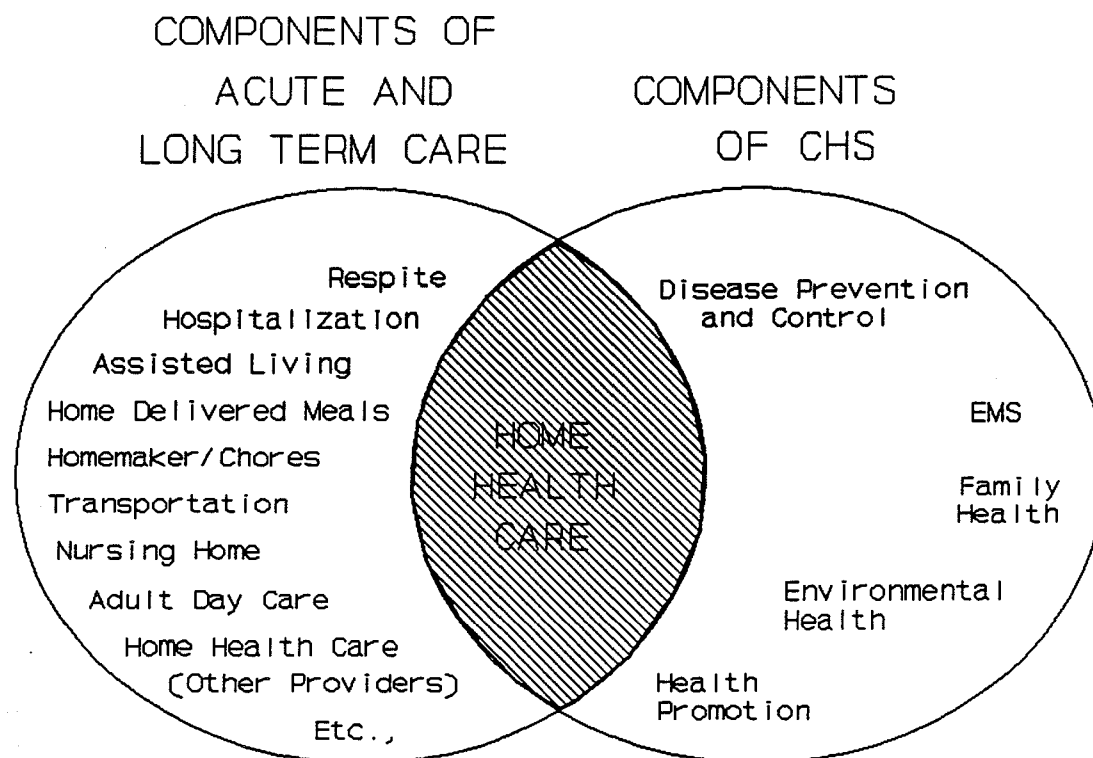 COMPONENTS OF
ACUTE AND
LONG TERM CARE
COMPONENTS
OF CHS
Respite
Hospitalization
Assisted Living
Home Delivered Meals
Homemaker/Chores
Transportation
Nursing Home
Adult Day Care
Home Health Care
(Other Providers)
Etc.,
HOME
HEALTH
CARE
Disease Prevention
and Control
EMS
Family
Health
Environmental
Health
Health
Promotion